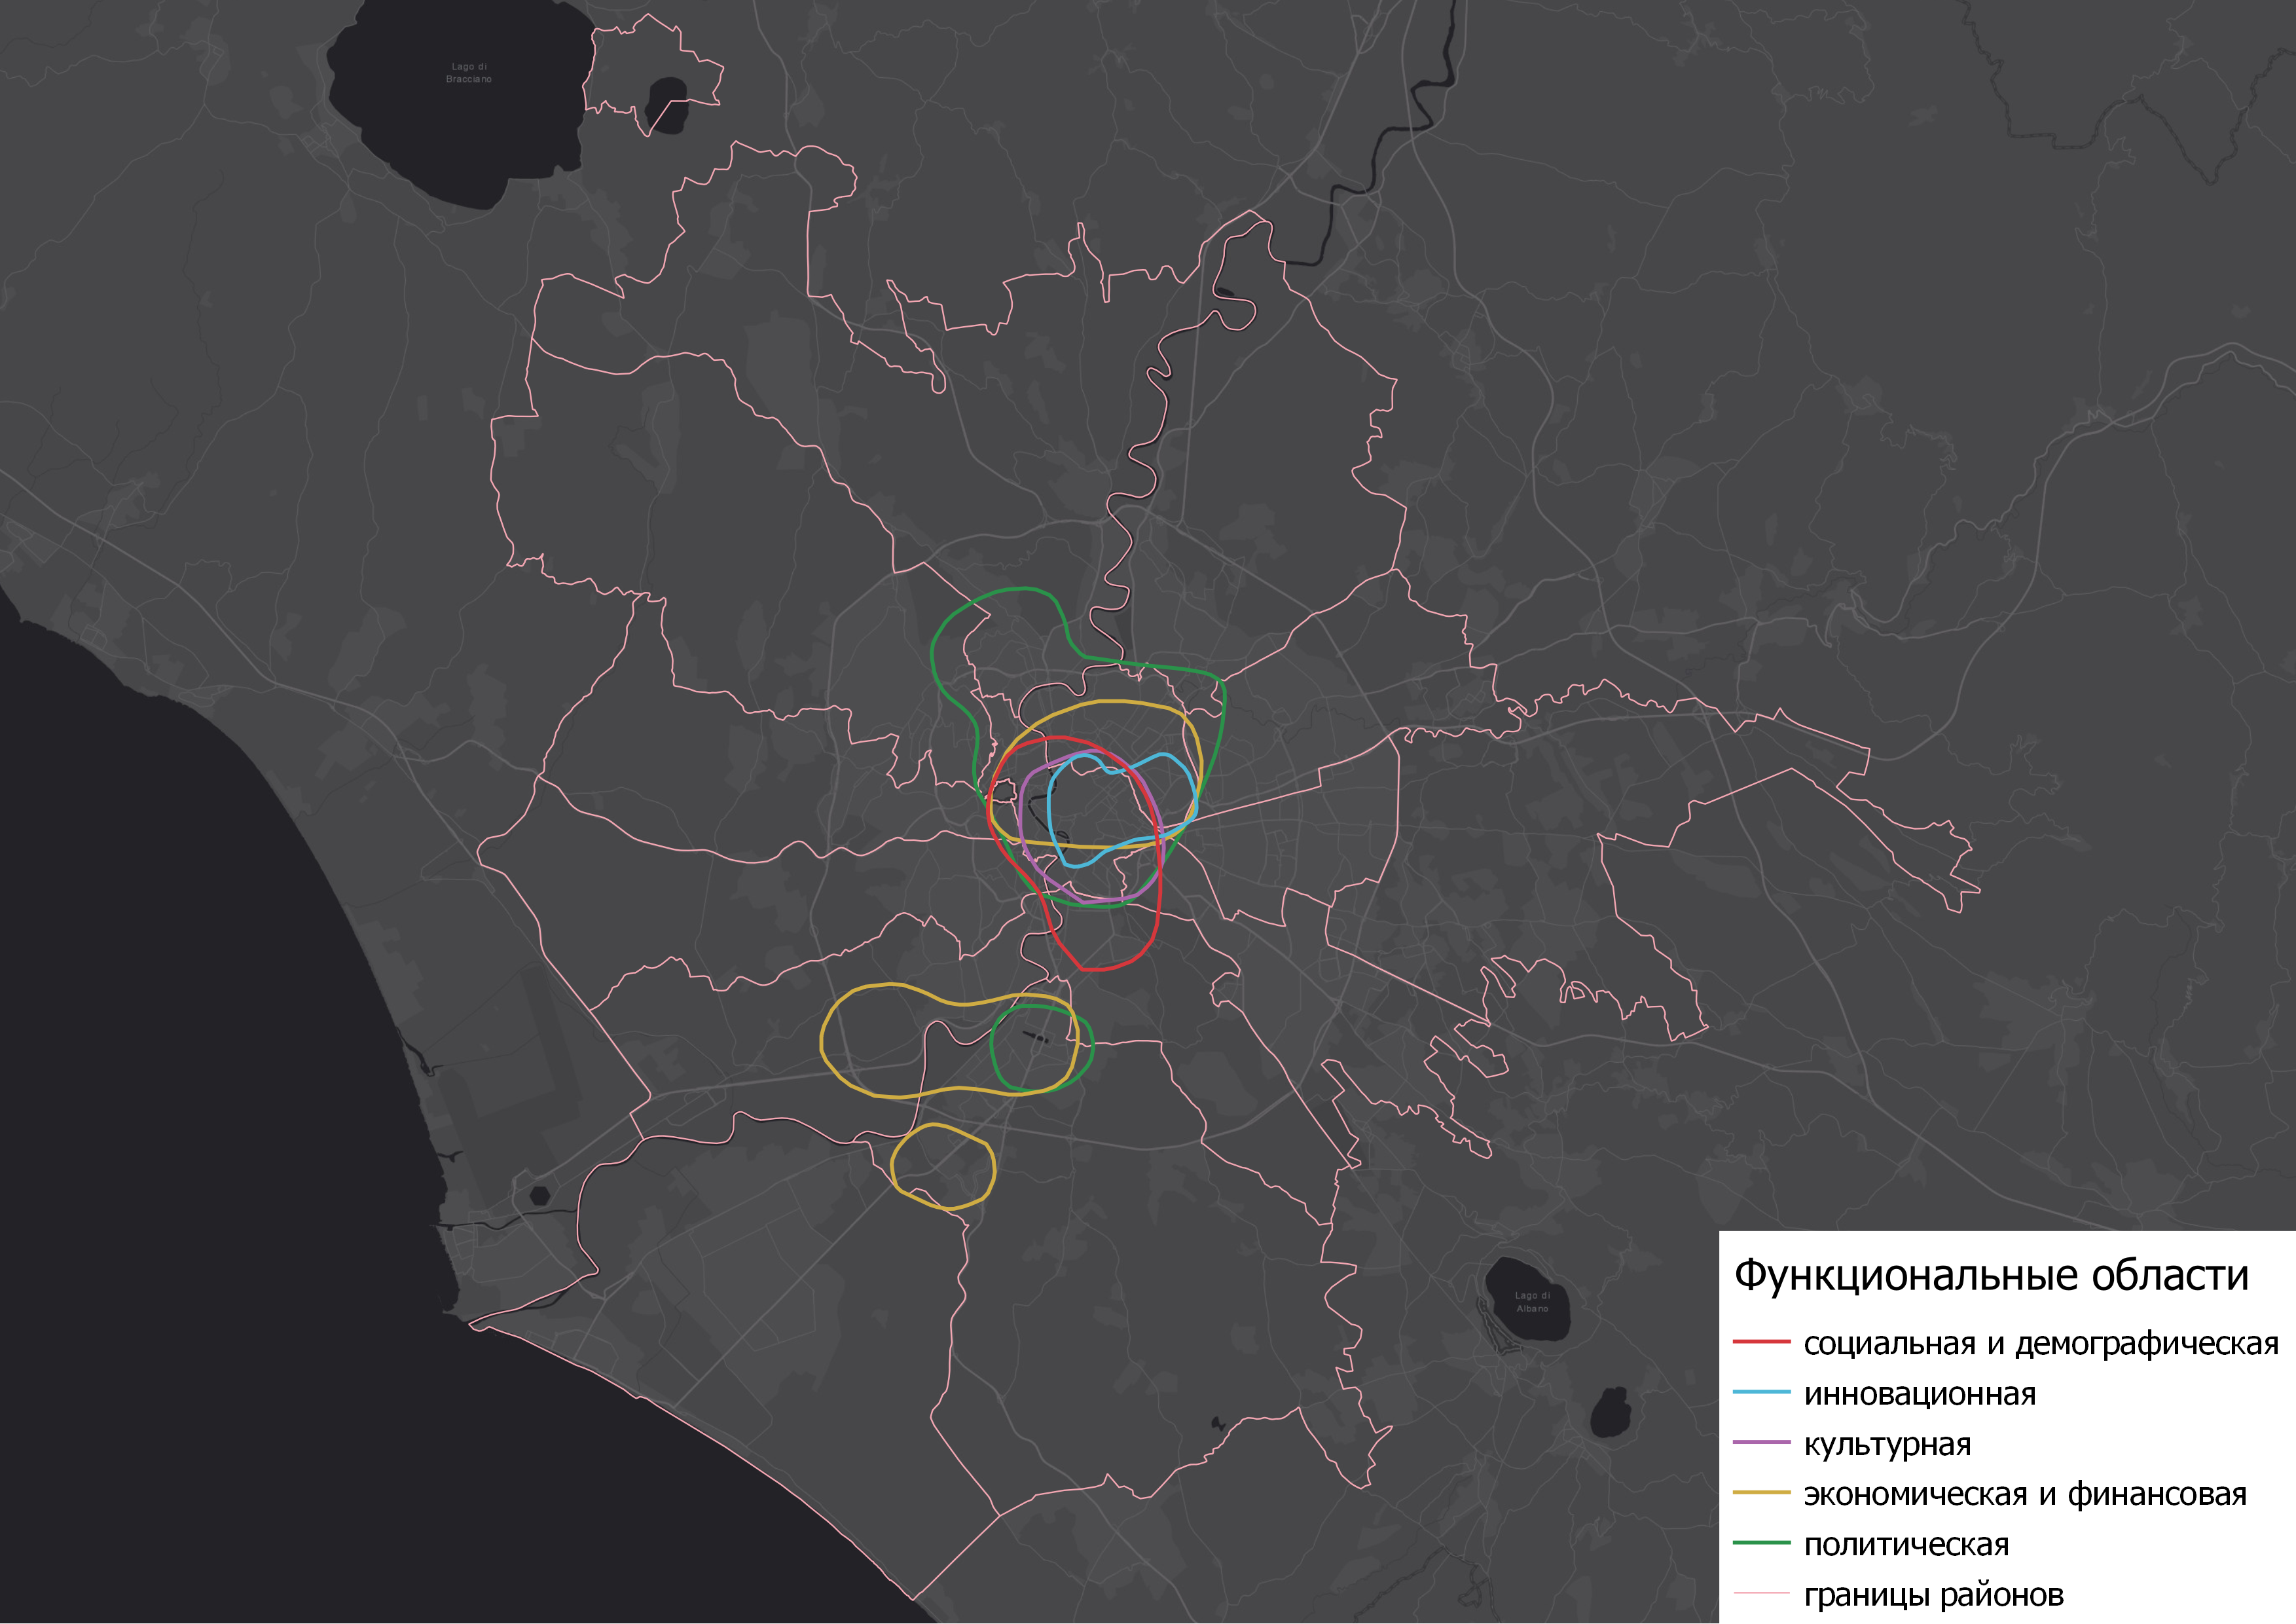 Lago di
Bracciano
Lago di
Albano
Функциональные области
социальная и демографическая
инновационная
культурная
экономическая и финансовая
политическая
границы районов